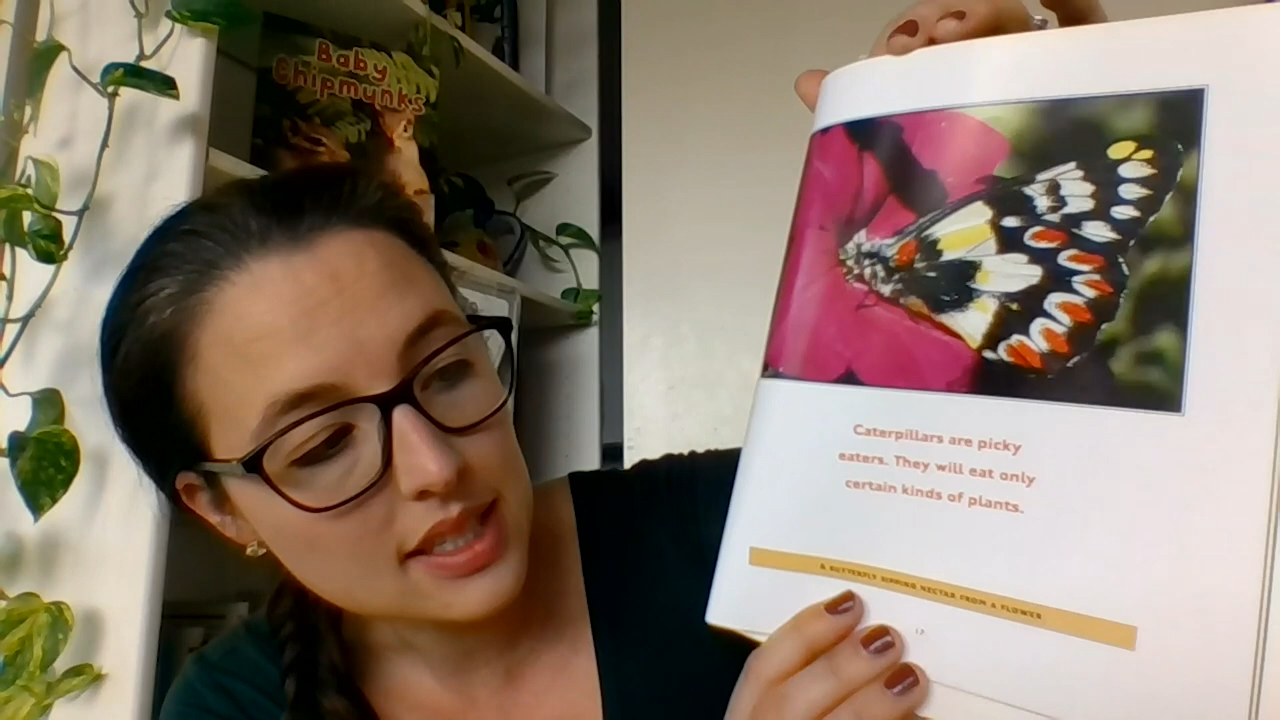 Baby
Chipmunks
Caterpillars are picky
eaters. They will eat only
certain kinds of plants.
A BUTTERFLY SIPPING NECTAR FROM A FLOWER
17